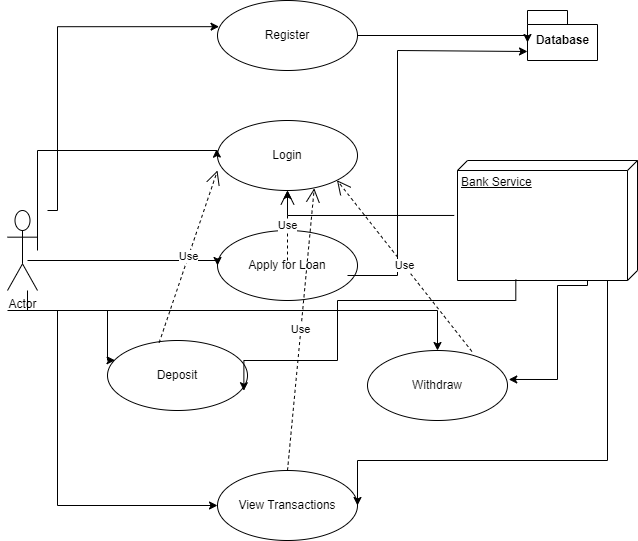 Register
Database
Login
Bank Service
Use
Use
Apply for Loan
Use
Actor
Use
Deposit
Withdraw
View Transactions